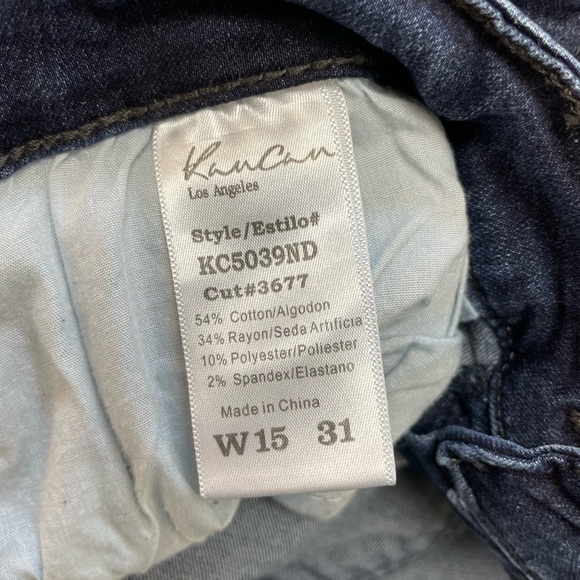 KanCan
Los Angeles
Style/Estilo#
KC5039ND
Cut#3677
54% Cotton/Algodon
34% Rayon/Seda Artificia
10% Polyester/Poliester
2% Spandex/Elastano
Made in China
W15 31